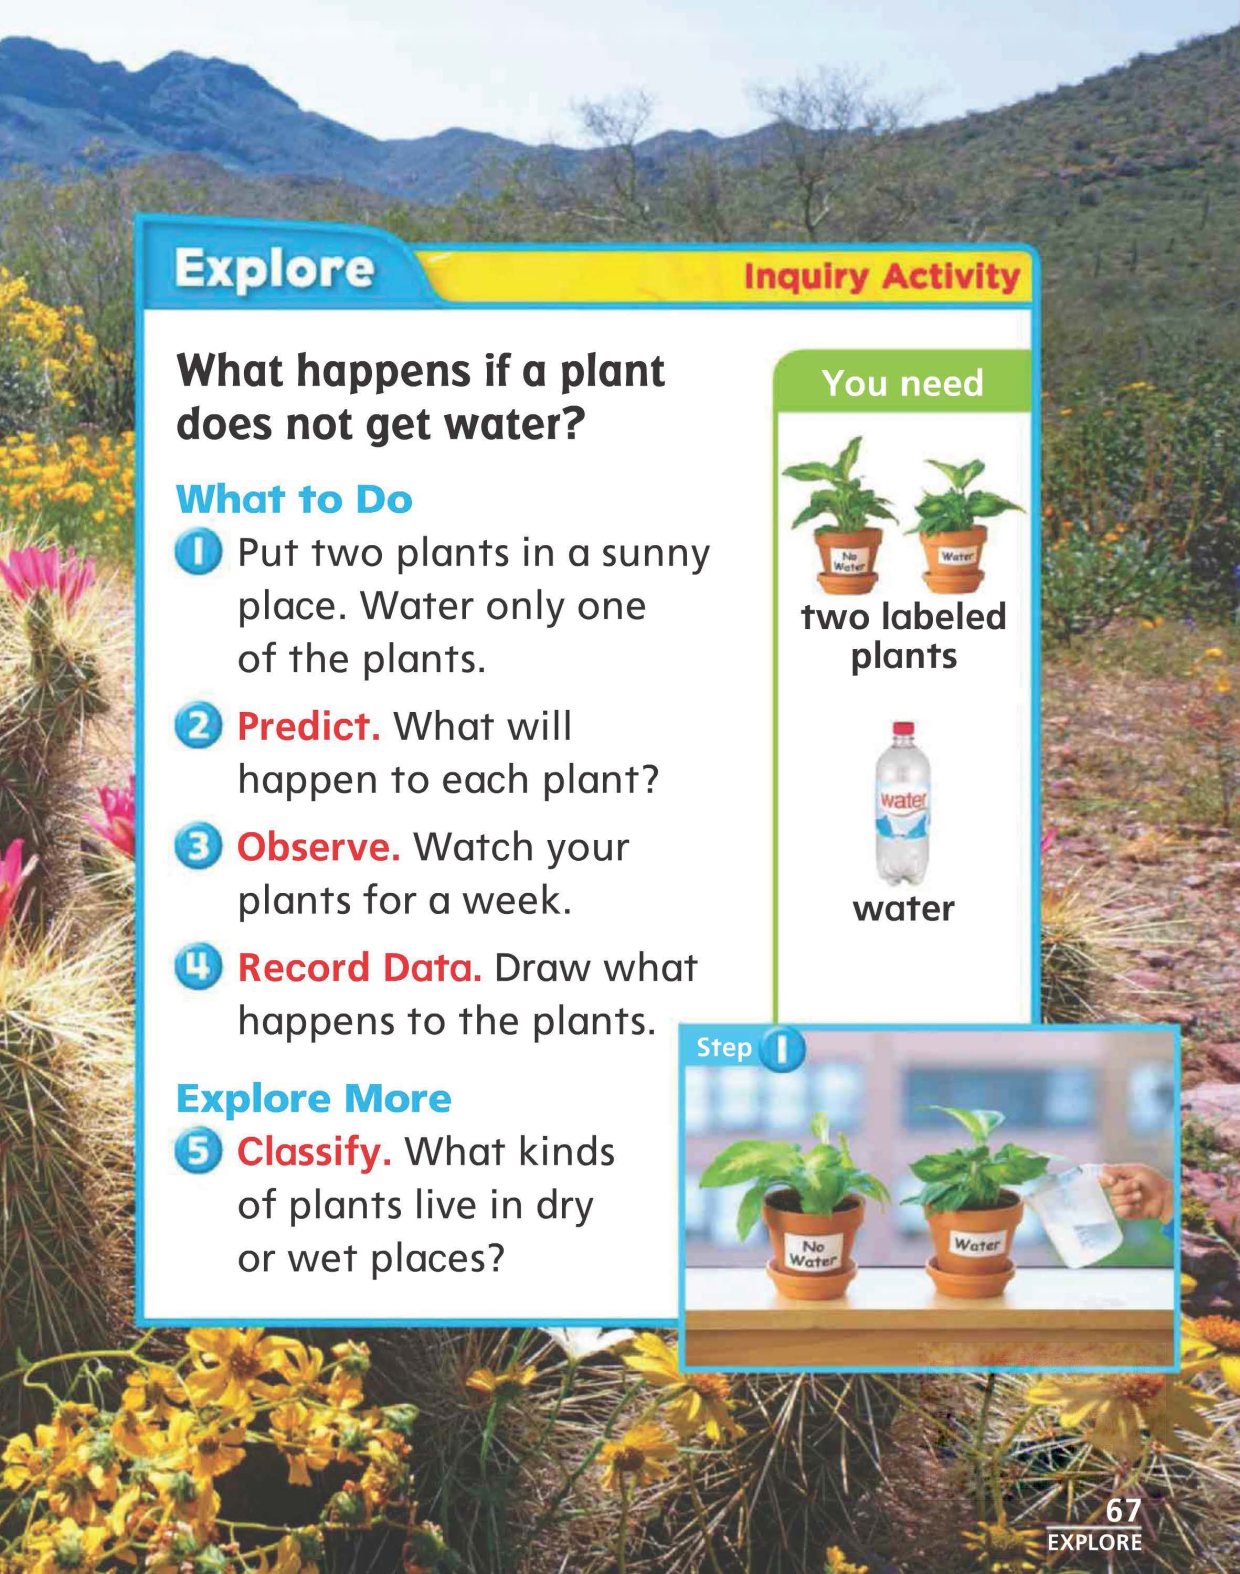 Explore
Inquiry Activity
What happens if a plant
does not get water?
What to Do
1 Put two plants in a sunny
place. Water only one
of the plants.
2 Predict. What will
happen to each plant?
3 Observe. Watch your
plants for a week.
4 Record Data. Draw what
happens to the plants.
Explore More
5 Classify. What kinds
of plants live in dry
or wet places?
You need
No
Water
Water
two labeled
plants
water
water
Step 1
No
Water
Water
67
EXPLORE